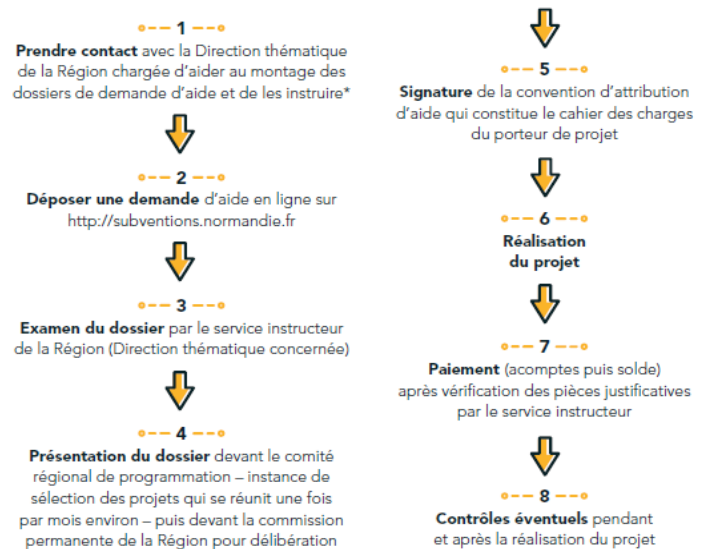 1
Prendre contact avec la Direction thématique
de la Région chargée d'aider au montage des
dossiers de demande d'aide et de les instruire*
2
Déposer une demande d'aide en ligne sur
http://subventions.normandie.fr
3
Examen du dossier par le service instructeur
de la Région (Direction thématique concernée)
4
Présentation du dossier devant le comité
régional de programmation – instance de
sélection des projets qui se réunit une fois
par mois environ – puis devant la commission
permanente de la Région pour délibération
5
Signature de la convention d'attribution
d'aide qui constitue le cahier des charges
du porteur de projet
6
Réalisation
du projet
7
Paiement (acomptes puis solde)
après vérification des pièces justificatives
par le service instructeur
8
Contrôles éventuels pendant
et après la réalisation du projet